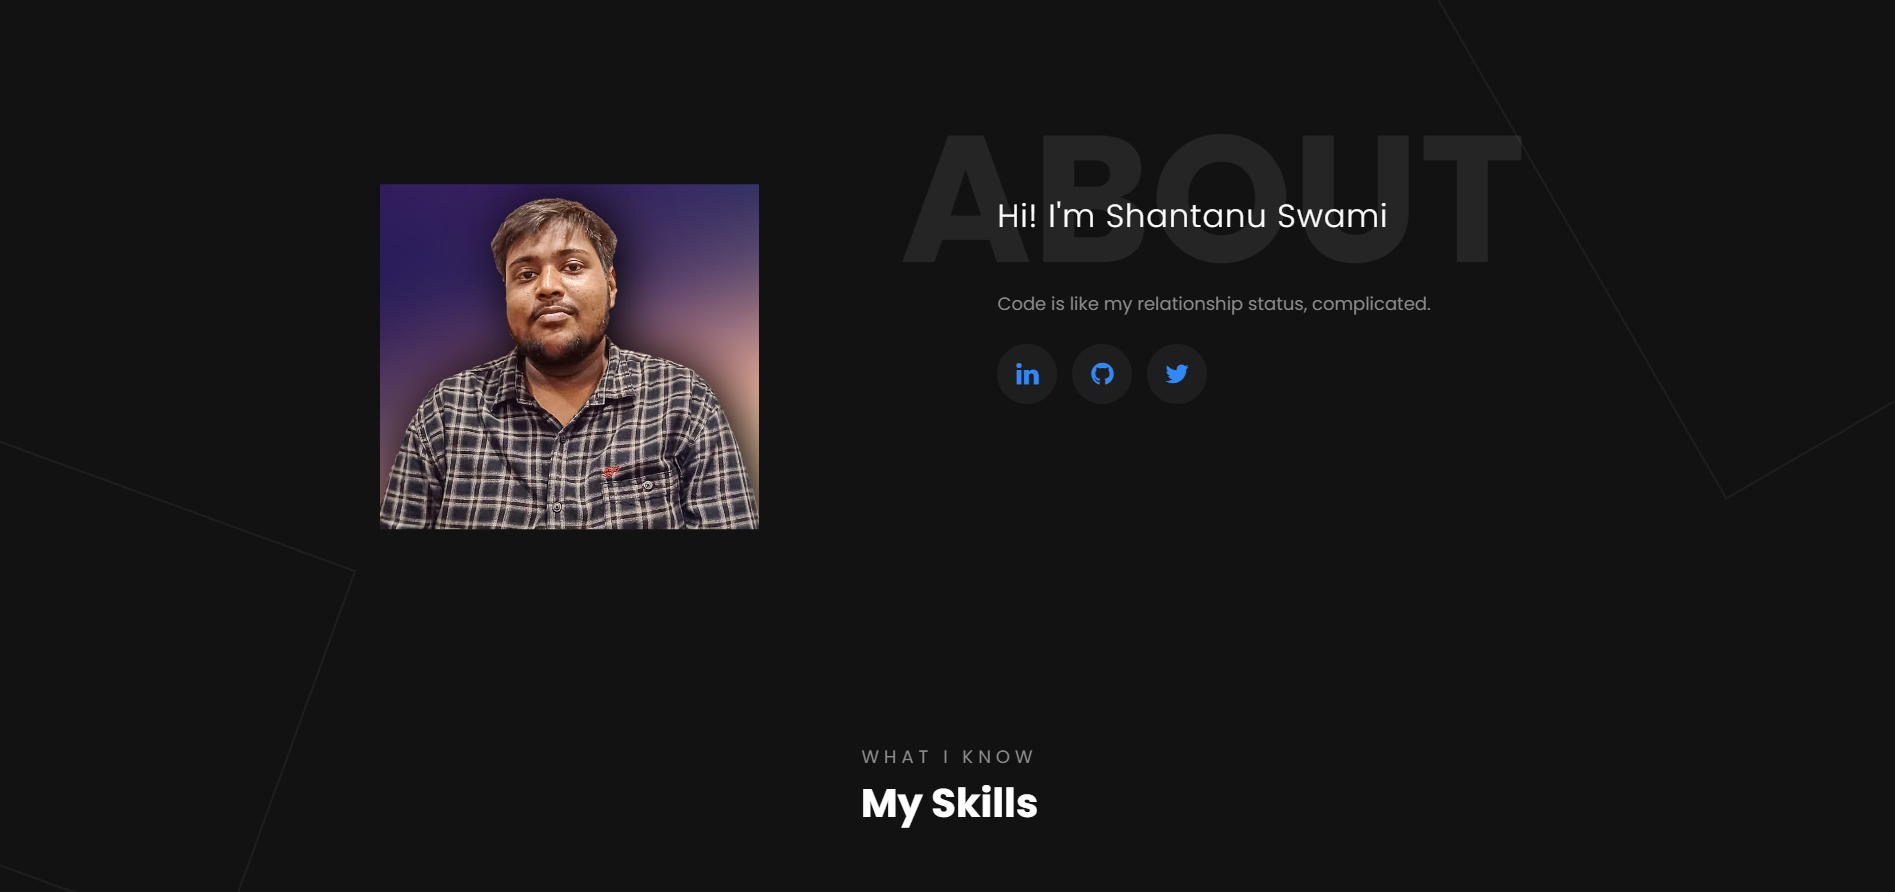 ABOUT
Hi! I'm Shantanu Swami
Code is like my relationship status, complicated.
in
WHAT I KNOW
My Skills